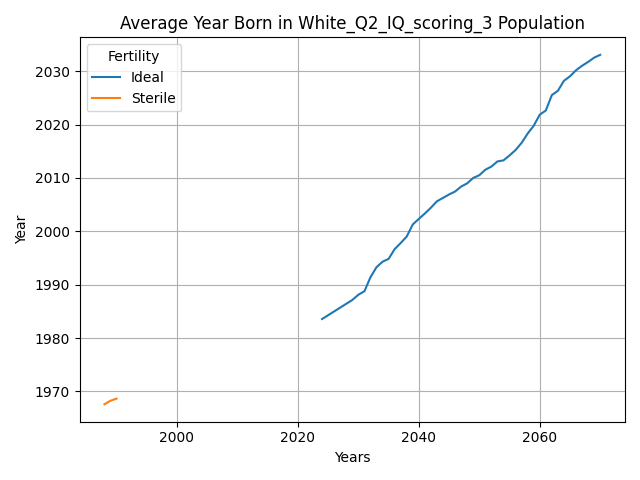 Average Year Born in White_Q2_IQ_scoring_3 Population
Fertility
Ideal
Sterile
2030
2020
2010
2000
1990
1980
1970
Year
2000
2020
2040
2060
Years